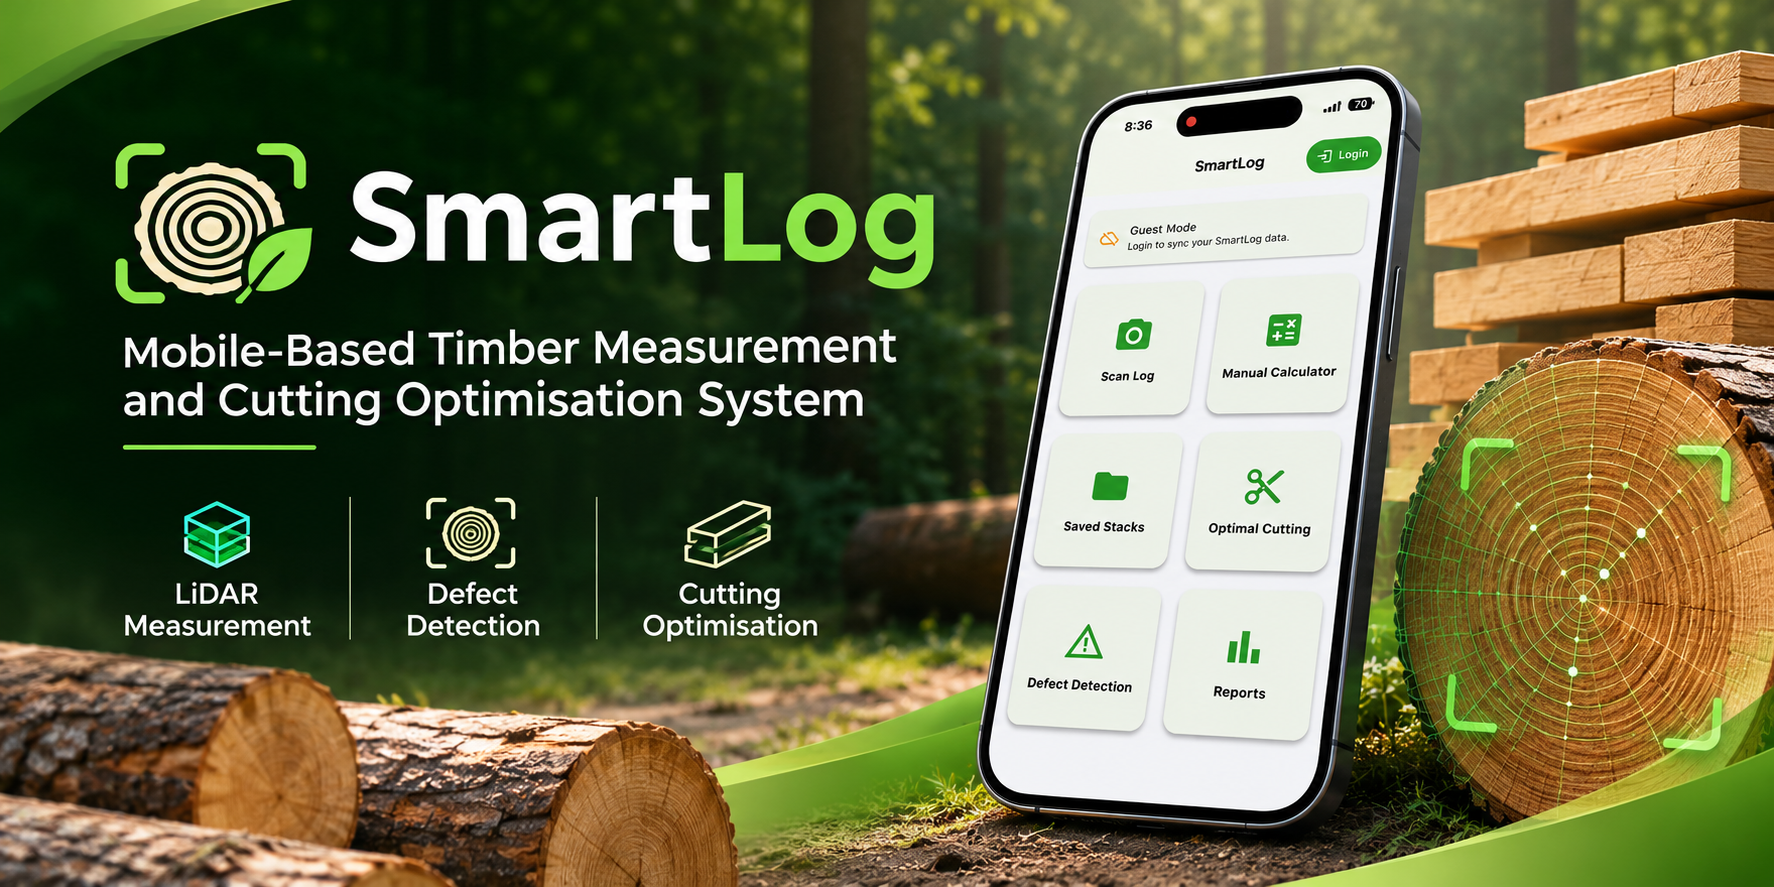 SmartLog
Mobile-Based Timber Measurement
and Cutting Optimisation System
LiDAR
Measurement
Defect
Detection
Cutting
Optimisation
8:36
70
SmartLog
Login
Guest Mode
Login to sync your SmartLog data.
Scan Log
Manual Calculator
Saved Stacks
Optimal Cutting
Defect Detection
Reports